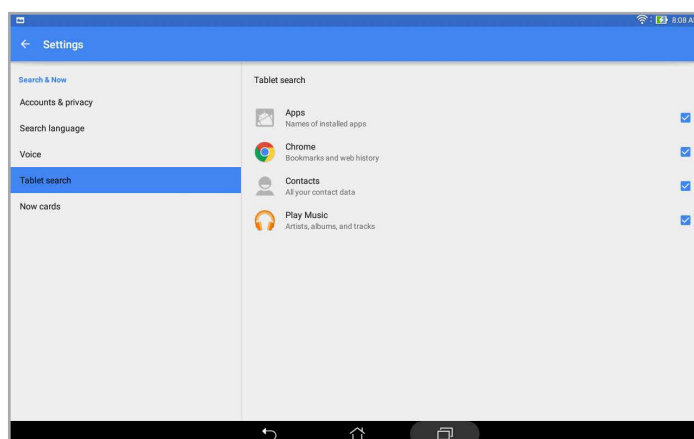 8:08 A
Settings
Search & Now
Accounts & privacy
Search language
Voice
Tablet search
Now cards
Tablet search
Apps
Names of installed apps
Chrome
Bookmarks and web history
Contacts
All your contact data
Play Music
Artists, albums, and tracks